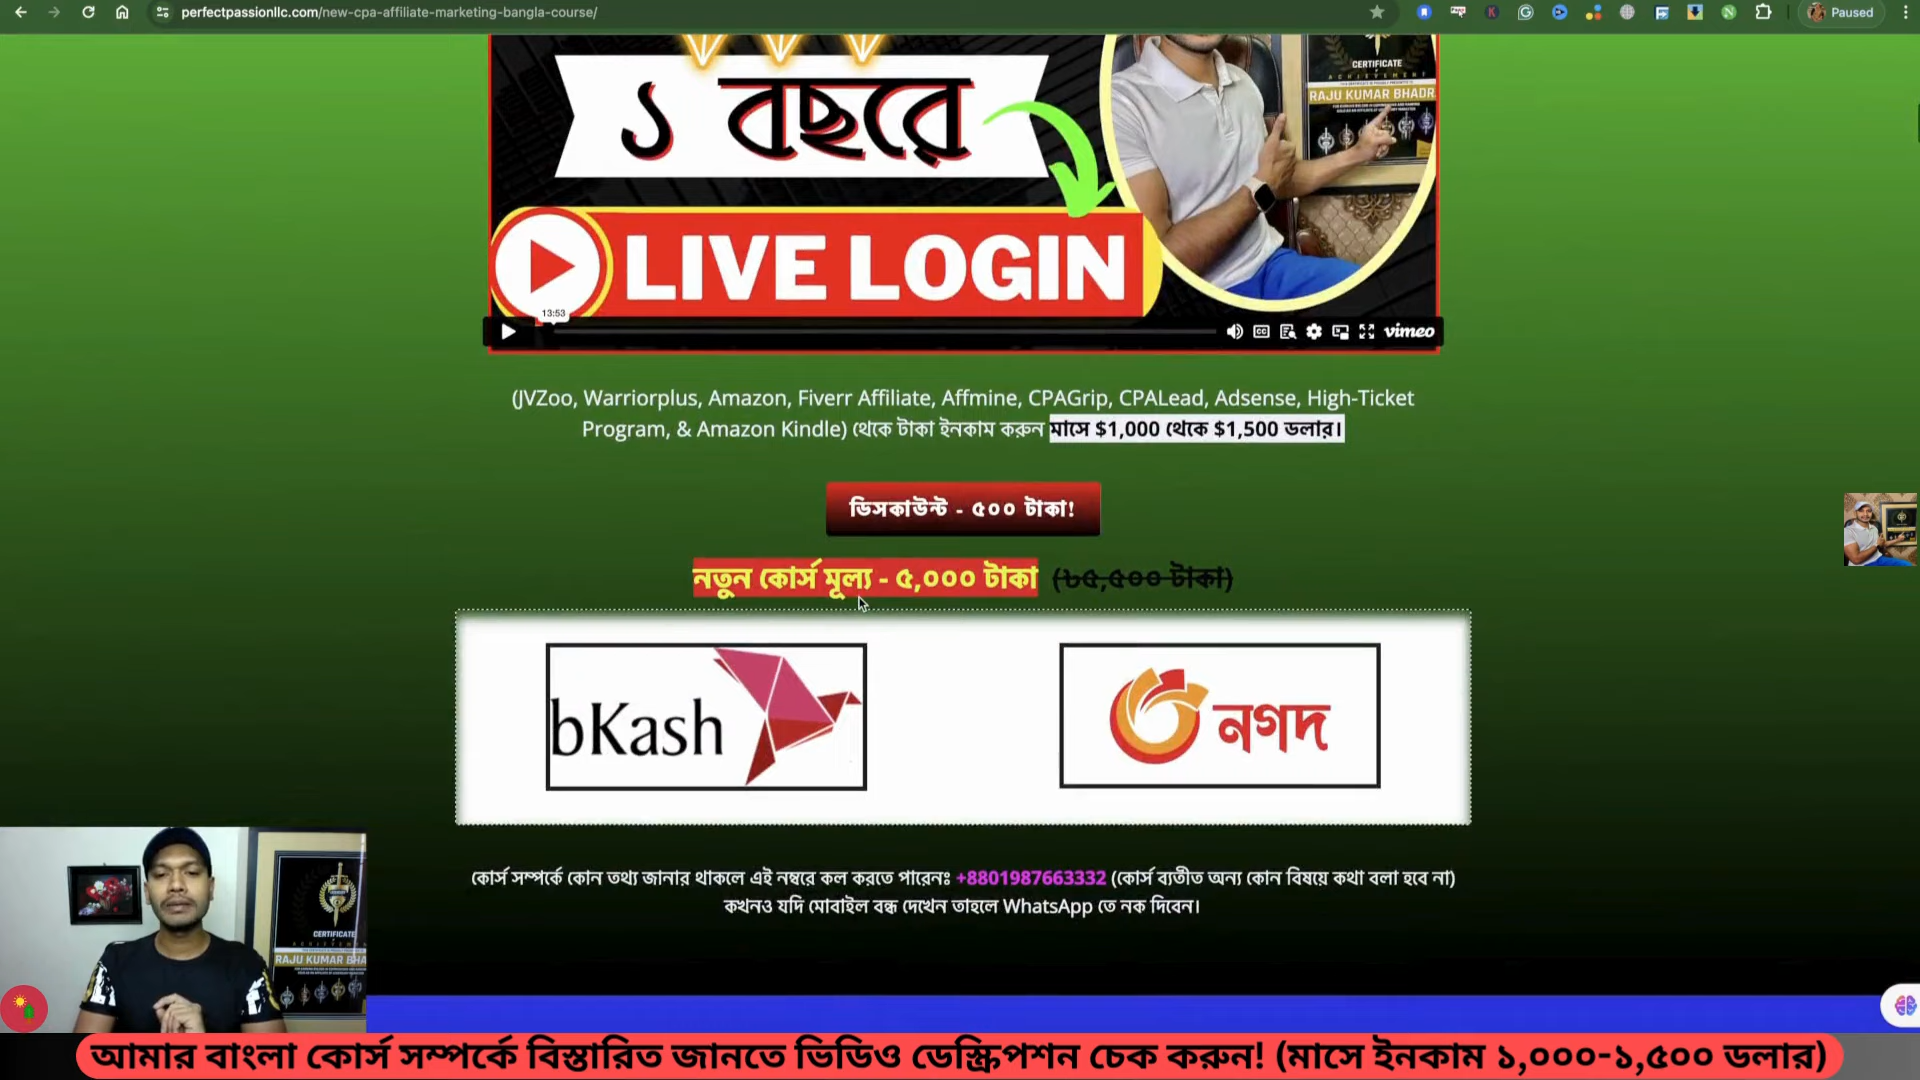 perfectpassionllc.com/new-cpa-affiliate-marketing-bangla-course/
Paused
১ বছরে
CERTIFICATE
ACHIEVEMENT
RAJU KUMAR BHADR
LIVE LOGIN
13:53
CC
vimeo
(JVZoo, Warriorplus, Amazon, Fiverr Affiliate, Affmine, CPAGrip, CPALead, Adsense, High-Ticket
Program, & Amazon Kindle) থেকে টাকা ইনকাম করুন মাসে $1,000 থেকে $1,500 ডলার।
ডিসকাউন্ট - ৫০০ টাকা!
নতুন কোর্স মূল্য - ৫,০০০ টাকা (৳৫,৫০০ টাকা)
bKash
নগদ
কোর্স সম্পর্কে কোন তথ্য জানার থাকলে এই নম্বরে কল করতে পারেনঃ +8801987663332 (কোর্স ব্যতীত অন্য কোন বিষয়ে কথা বলা হবে না)
কখনও যদি মোবাইল বন্ধ দেখেন তাহলে WhatsApp তে নক দিবেন।
CERTIFICATE
RAJU KUMAR BHA
আমার বাংলা কোর্স সম্পর্কে বিস্তারিত জানতে ভিডিও ডেস্ক্রিপশন চেক করুন! (মাসে ইনকাম ১,০০০-১,৫০০ ডলার)